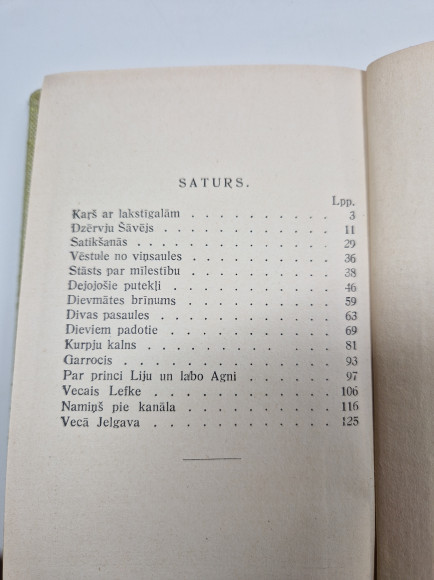 SATURS.
Lpp.
Kaŗš ar lakstīgalām . . . . . . . . . . 3
Dzērvju Šāvējs . . . . . . . . . . . 11
Satikšanās . . . . . . . . . . . . 29
Vēstule no viņsaules . . . . . . . . . 36
Stāsts par mīlestību . . . . . . . . . . 38
Dejojošie putekļi . . . . . . . . . . 46
Dievmātes brīnums . . . . . . . . . . 59
Divas pasaules . . . . . . . . . . . 63
Dieviem padotie . . . . . . . . . . 69
Kurpju kalns . . . . . . . . . . . . 81
Garrocis . . . . . . . . . . . . 93
Par princi Liju un labo Agni . . . . . . . 97
Vecais Lefke . . . . . . . . . . . 106
Namiņš pie kanāla . . . . . . . . . . 116
Vecā Jelgava . . . . . . . . . . . 125